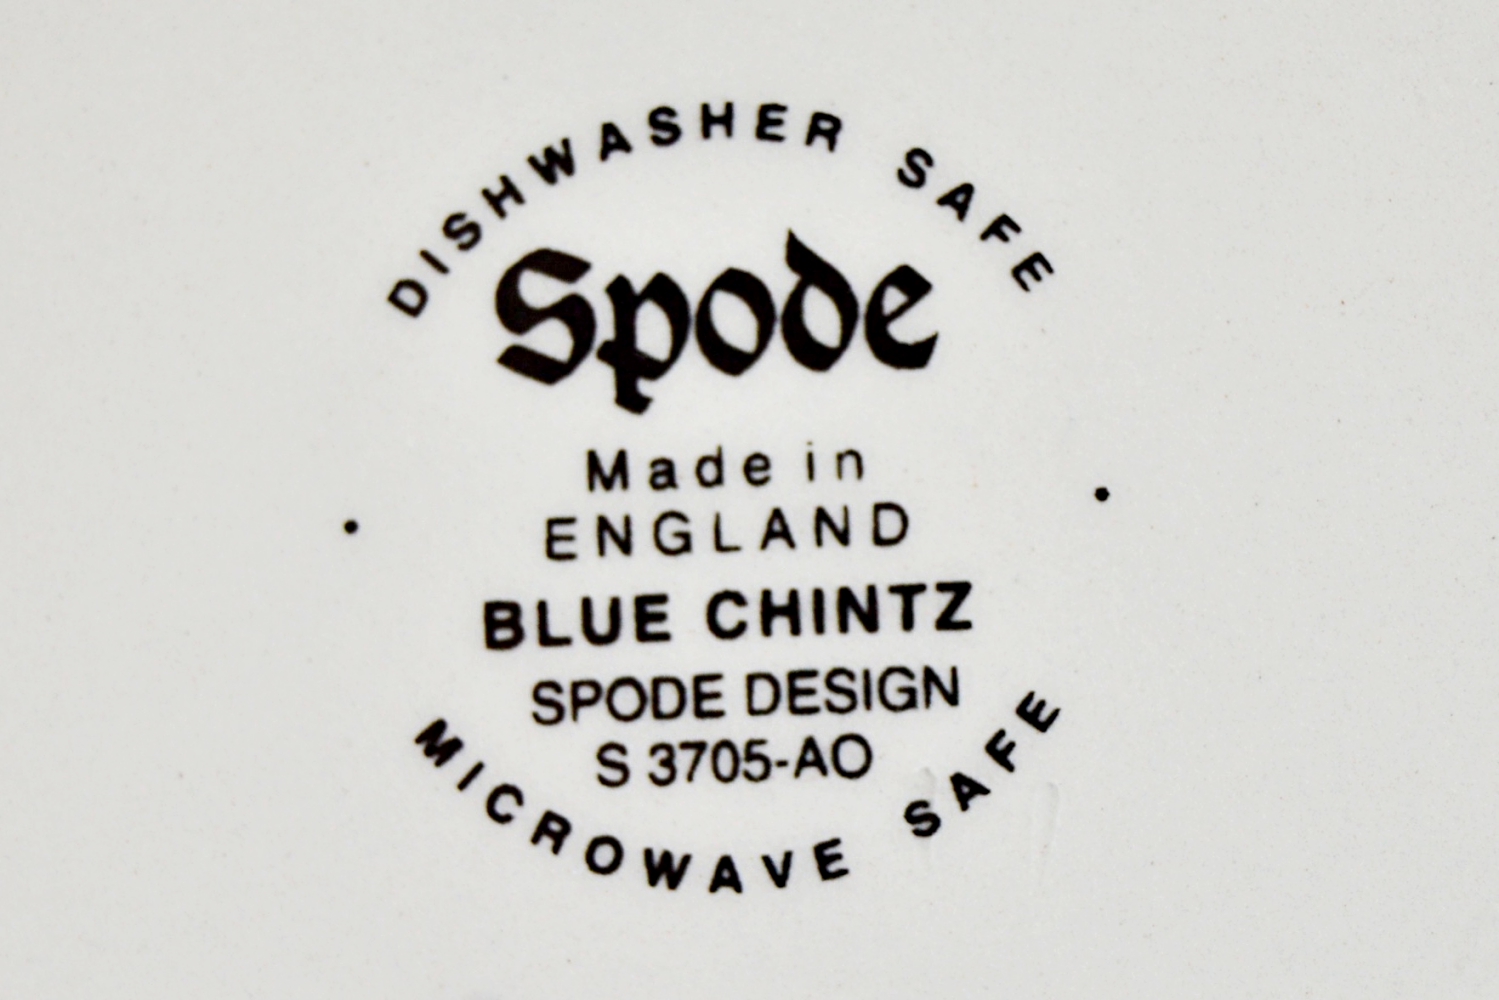 DISHWASHER SAFE
Spode
Made in
ENGLAND
BLUE CHINTZ
SPODE DESIGN
S 3705-AO
MICROWAVE SAFE